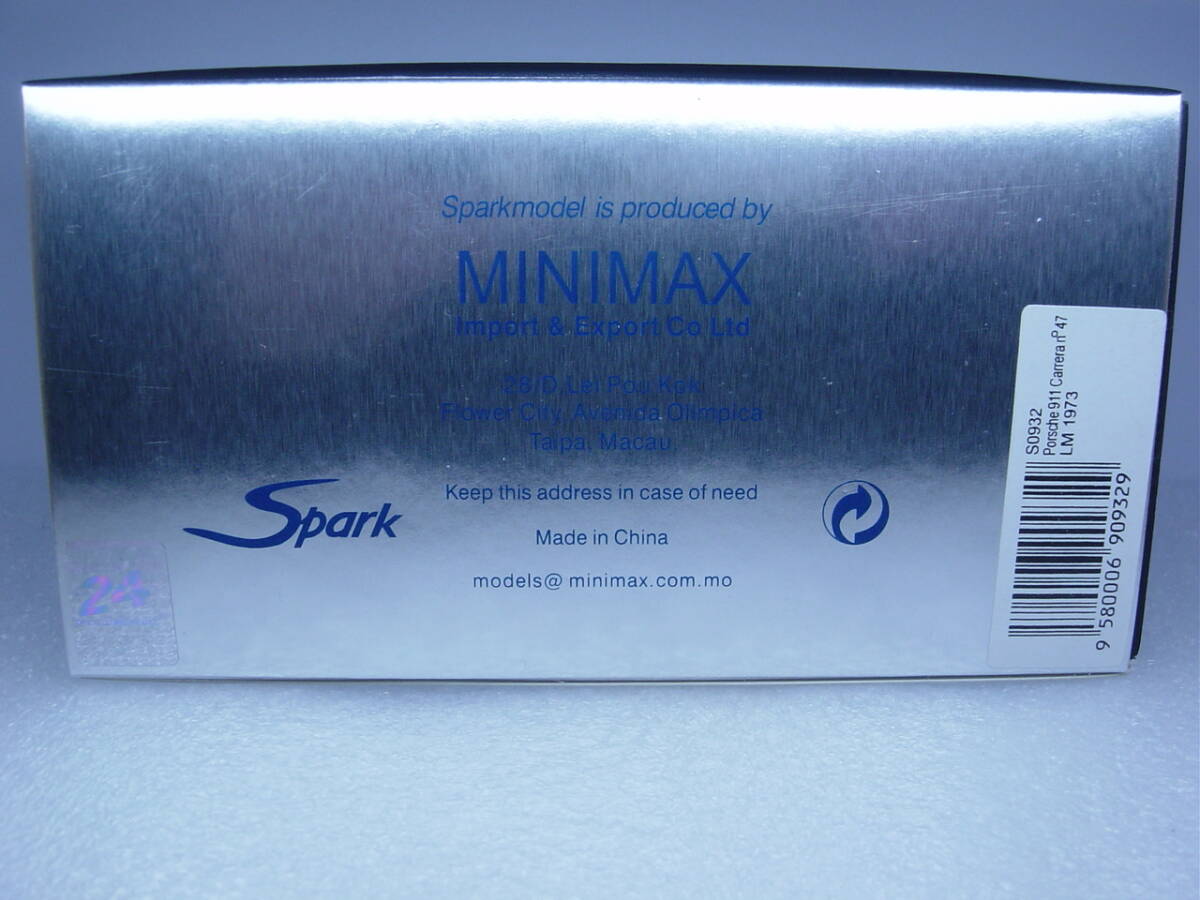 Sparkmodel is produced by
MINIMAX
Import & Export Co Ltd
28/D Lei Pou Kok
Flower City, Avenida Olimpica
Taipa, Macau
Keep this address in case of need
Spark
Made in China
models@ minimax.com.mo
24
S0932
Porsche 911 Carrera n°47
LM 1973
9 580006 909329